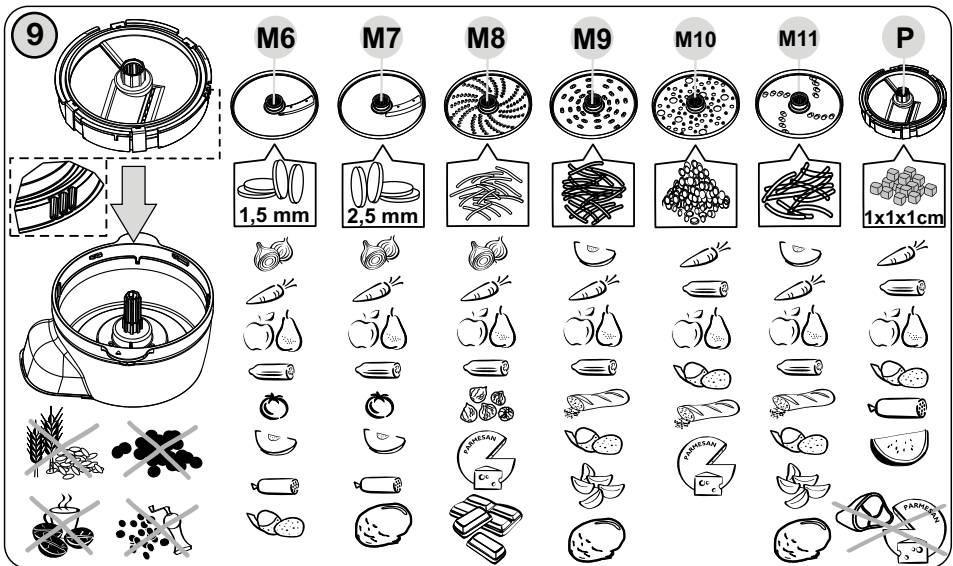 9
M6
M7
M8
M9
M10
M11
P
1,5 mm
2,5 mm
1x1x1cm
PARMESAN
PARMESAN
PARMESAN